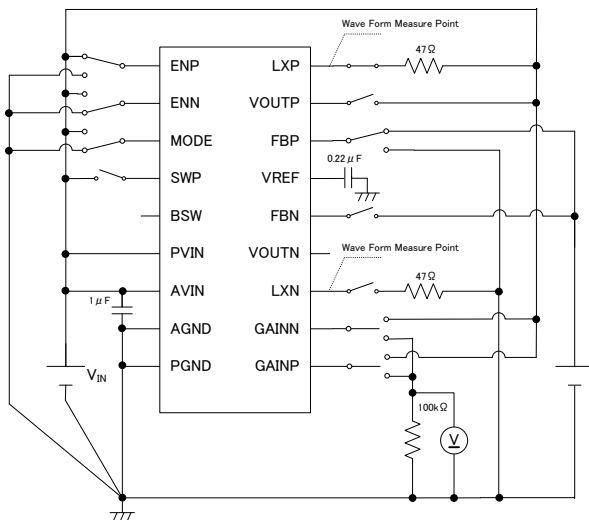 Wave Form Measure Point
47Ω
ENP LXP
ENN VOUTP
MODE FBP
0.22μF
SWP VREF
BSW FBN
PVIN VOUTN
Wave Form Measure Point
47Ω
AVIN LXN
1μF
AGND GAINN
PGND GAINP
VIN
100kΩ
V